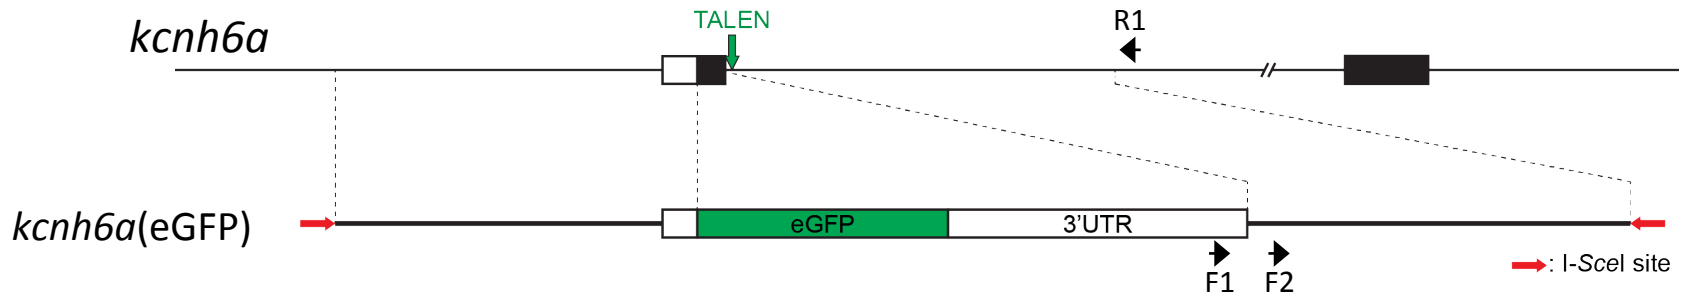 TALEN
R1
kcnh6a
kcnh6a(eGFP)
eGFP
3'UTR
F1
F2
: I-SceI site